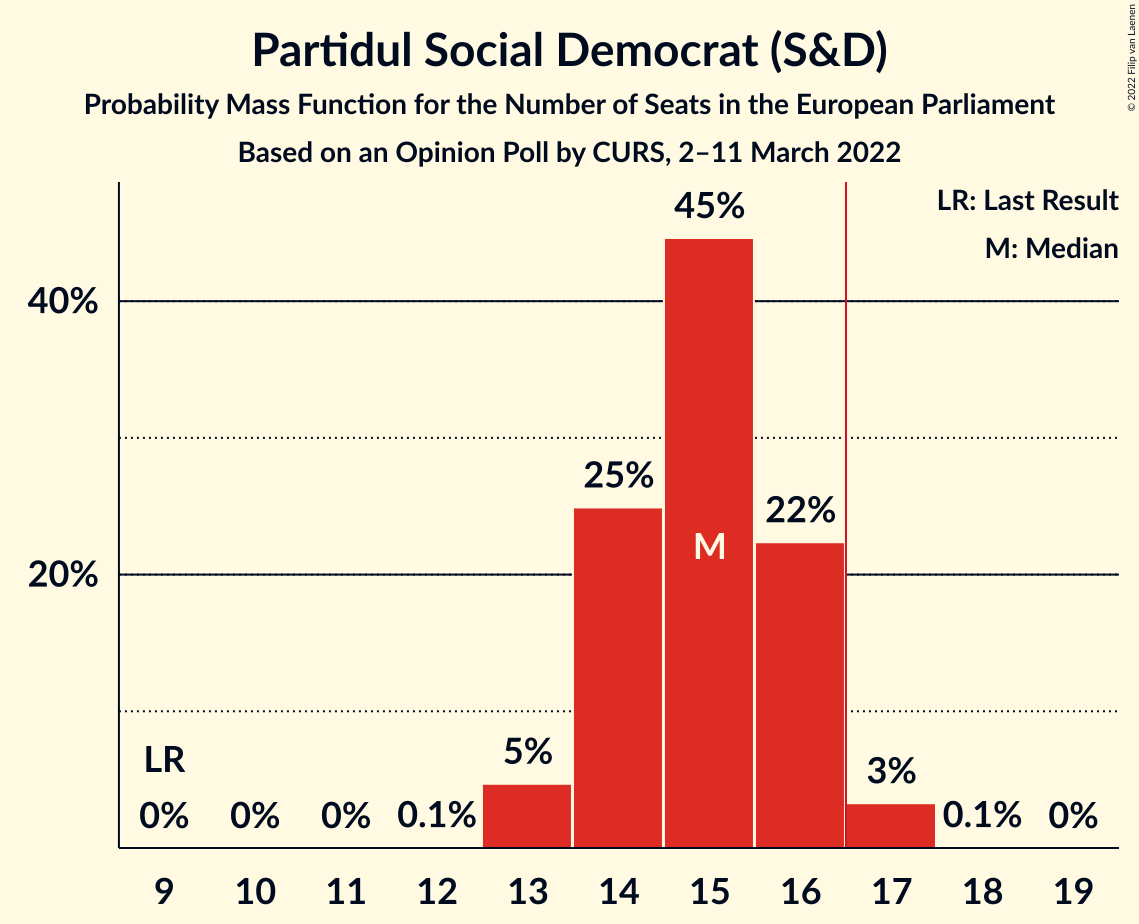 Partidul Social Democrat (S&D)
Probability Mass Function for the Number of Seats in the European Parliament
Based on an Opinion Poll by CURS, 2–11 March 2022
© 2022 Filip van Laenen
LR: Last Result
M: Median
45%
40%
25%
22%
M
20%
5%
3%
LR
0% 0% 0% 0.1% 0.1% 0%
9 10 11 12 13 14 15 16 17 18 19